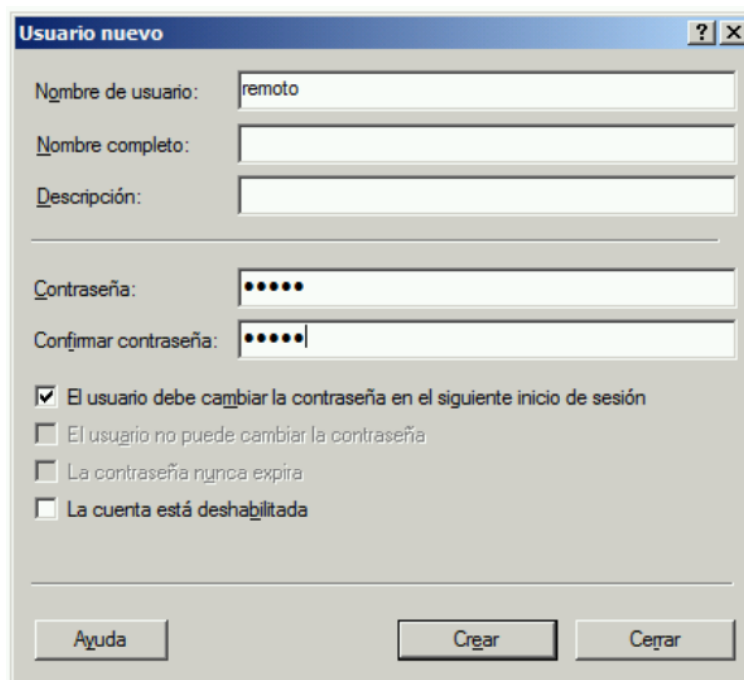 Usuario nuevo
Nombre de usuario: remoto
Nombre completo:
Descripción:
Contraseña: •••••
Confirmar contraseña: •••••
El usuario debe cambiar la contraseña en el siguiente inicio de sesión
El usuario no puede cambiar la contraseña
La contraseña nunca expira
La cuenta está deshabilitada
Ayuda Crear Cerrar